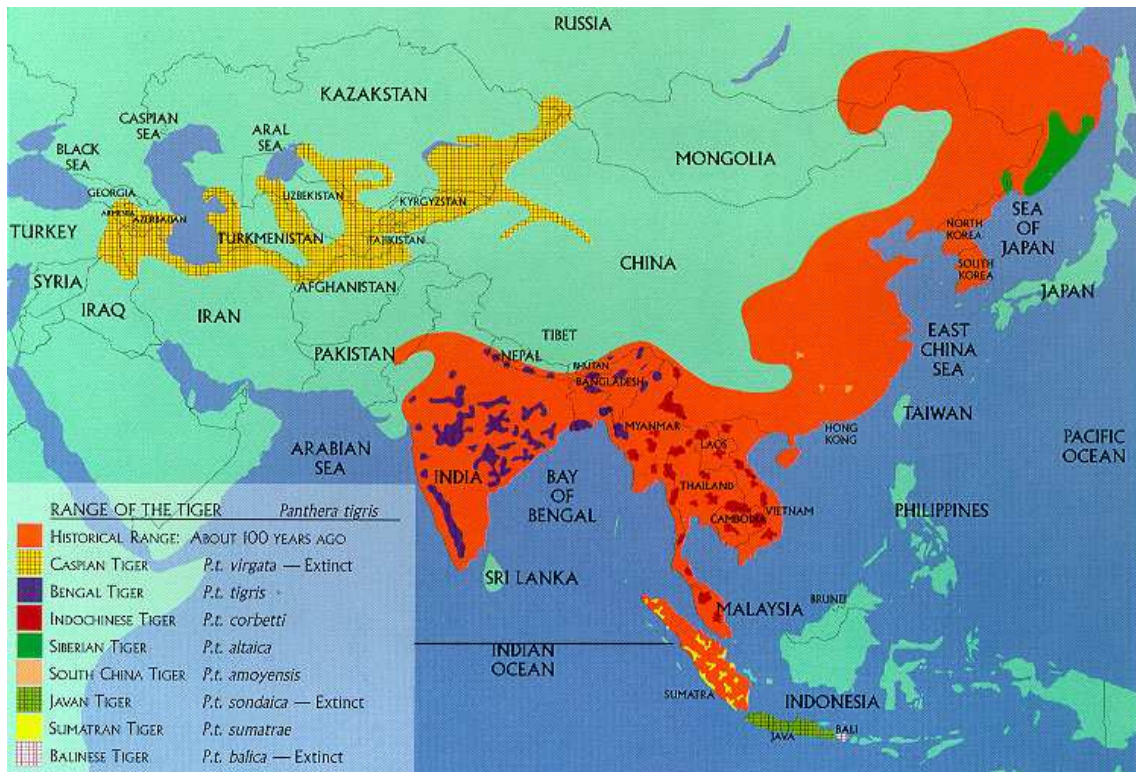 RUSSIA
KAZAKSTAN
CASPIAN
SEA
ARAL
SEA
BLACK
SEA
MONGOLIA
GEORGIA
ARMENIA
AZERBAIJAN
UZBEKISTAN
KYRGYZSTAN
TURKEY
TURKMENISTAN
TAJIKISTAN
NORTH
KOREA
SEA
OF
JAPAN
SOUTH
KOREA
SYRIA
AFGHANISTAN
CHINA
JAPAN
IRAQ
IRAN
TIBET
EAST
CHINA
SEA
PAKISTAN
NEPAL
BHUTAN
BANGLADESH
TAIWAN
MYANMAR
LAOS
HONG
KONG
PACIFIC
OCEAN
ARABIAN
SEA
INDIA
BAY
OF
BENGAL
THAILAND
VIETNAM
CAMBODIA
PHILIPPINES
SRI LANKA
MALAYSIA
BRUNEI
INDIAN
OCEAN
SUMATRA
INDONESIA
JAVA
BALI
RANGE OF THE TIGER Panthera tigris
HISTORICAL RANGE: ABOUT 100 YEARS AGO
CASPIAN TIGER P.t. virgata — EXTINCT
BENGAL TIGER P.t. tigris
INDOCHINESE TIGER P.t. corbetti
SIBERIAN TIGER P.t. altaica
SOUTH CHINA TIGER P.t. amoyensis
JAVAN TIGER P.t. sondaica — EXTINCT
SUMATRAN TIGER P.t. sumatrae
BALINESE TIGER P.t. balica — EXTINCT